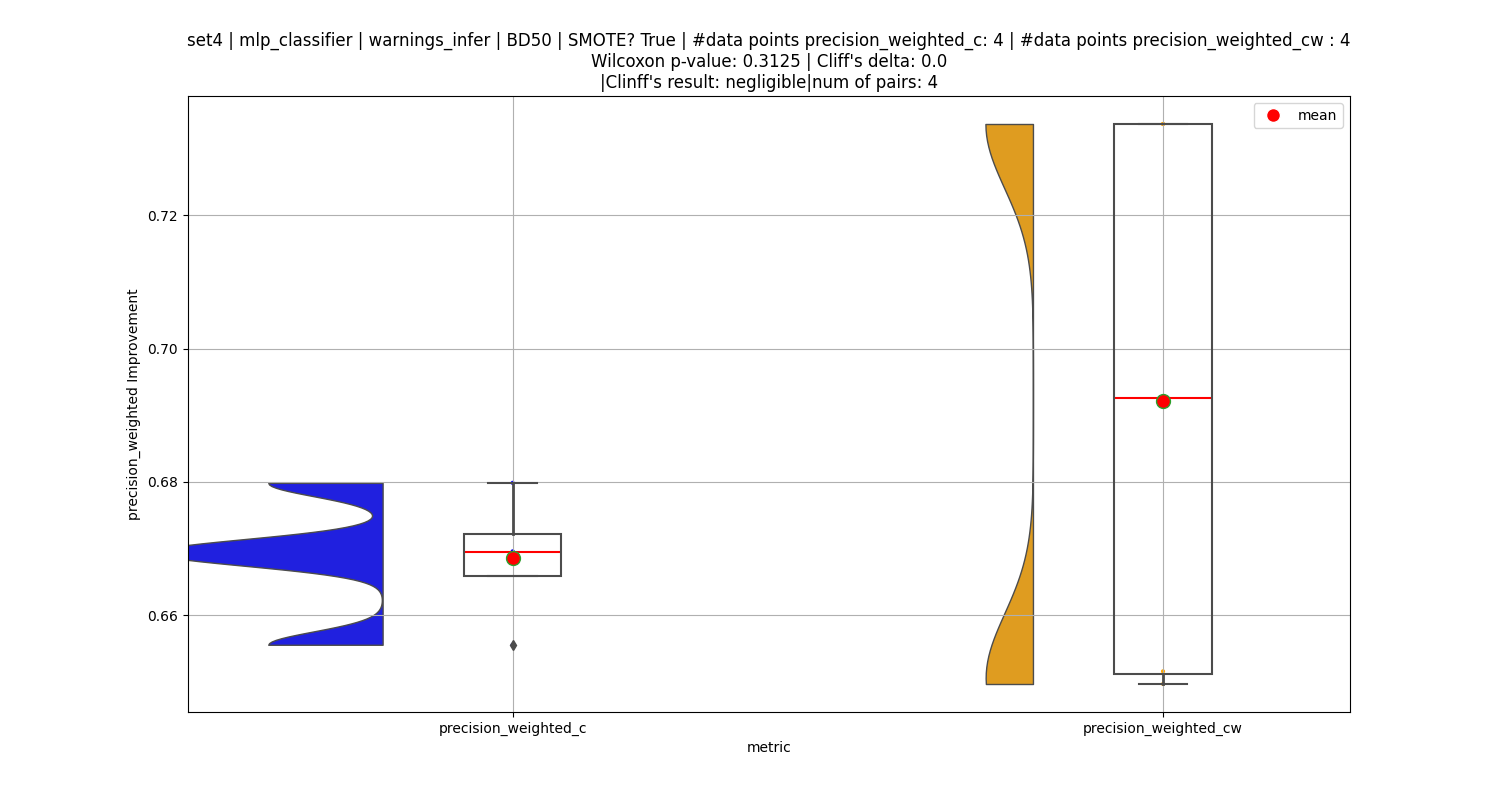 set4 | mlp_classifier | warnings_infer | BD50 | SMOTE? True | #data points precision_weighted_c: 4 | #data points precision_weighted_cw : 4
Wilcoxon p-value: 0.3125 | Cliff's delta: 0.0
|Clinff's result: negligible|num of pairs: 4
mean
0.72
0.70
0.68
0.66
precision_weighted Improvement
precision_weighted_c
precision_weighted_cw
metric